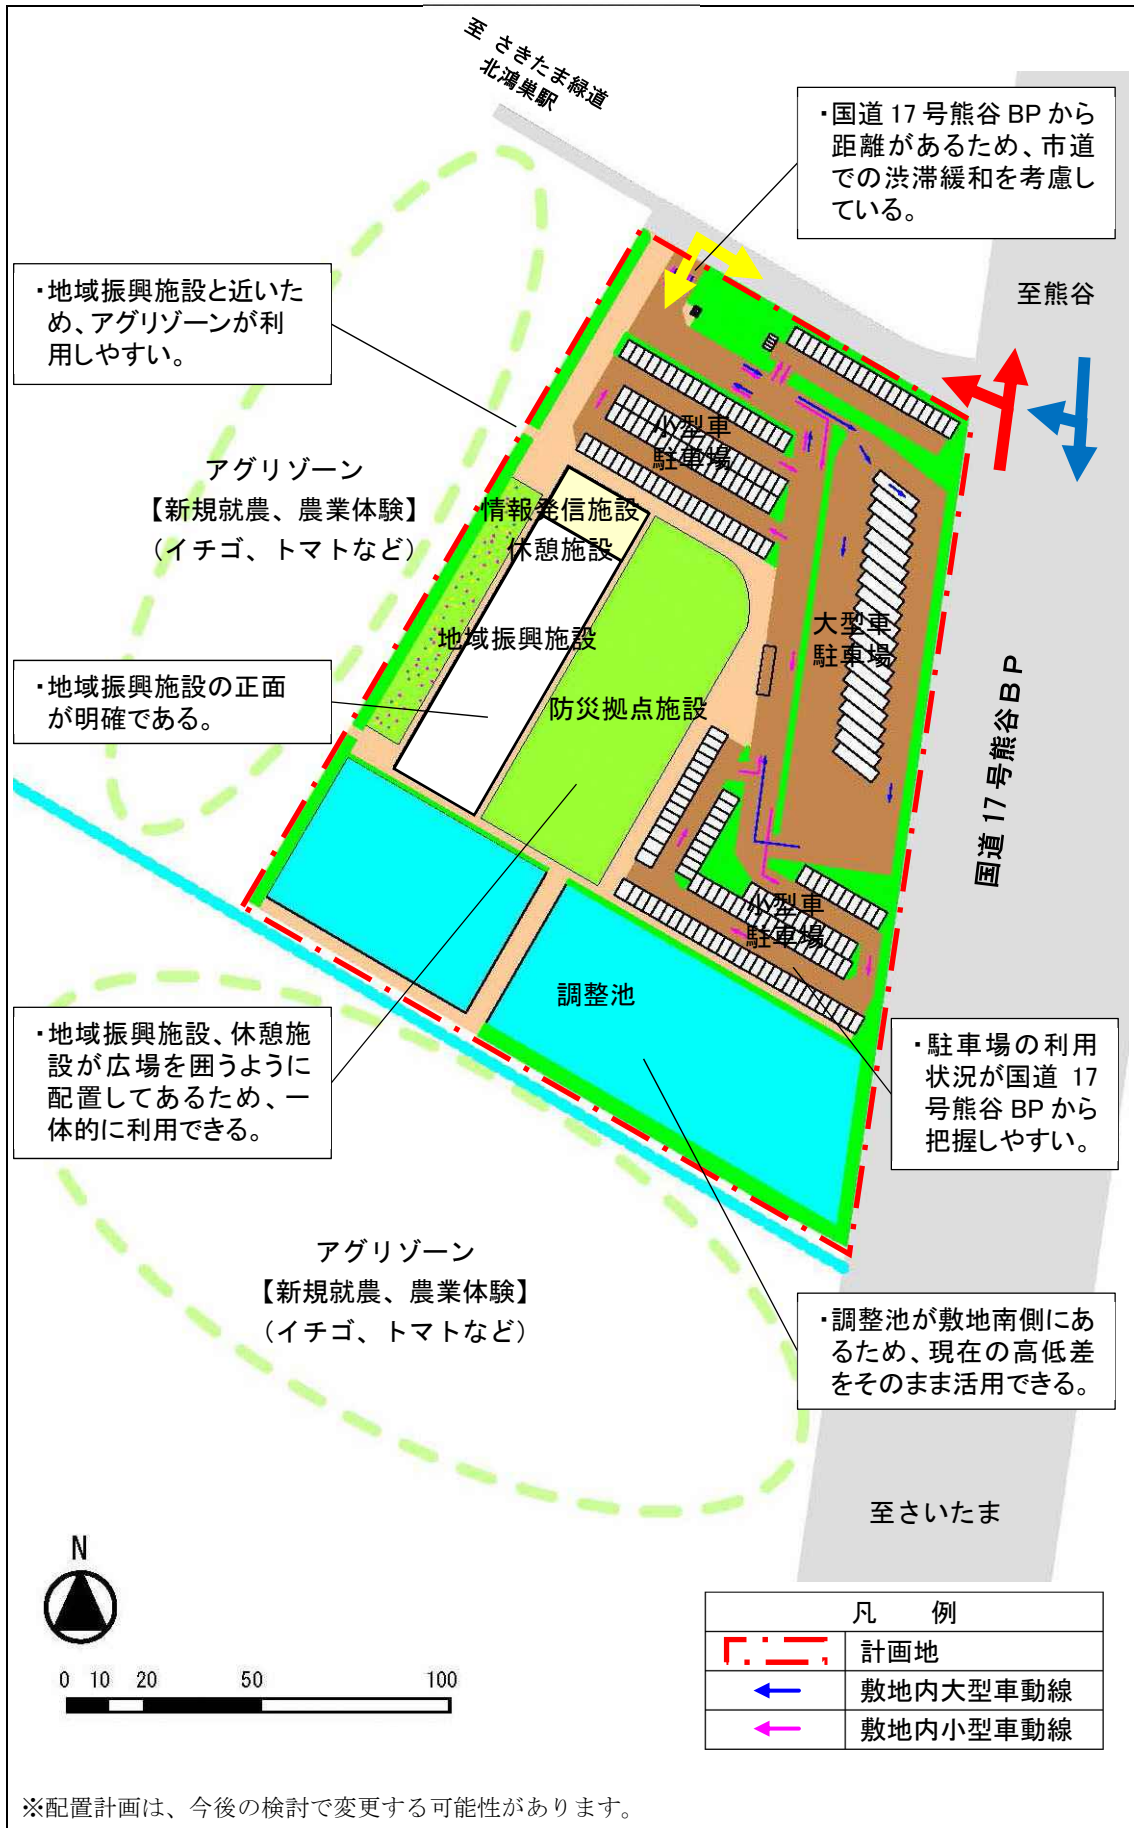 至 さきたま緑道
北鴻巣駅
・国道 17 号熊谷 BP から
距離があるため、市道
での渋滞緩和を考慮し
ている。
至熊谷
・地域振興施設と近いた
め、アグリゾーンが利
用しやすい。
小型車
駐車場
アグリゾーン
【新規就農、農業体験】
（イチゴ、トマトなど）
情報発信施設
休憩施設
大型車
駐車場
地域振興施設
・地域振興施設の正面
が明確である。
防災拠点施設
国道 17 号熊谷ＢＰ
小型車
駐車場
調整池
・地域振興施設、休憩施
設が広場を囲うように
配置してあるため、一
体的に利用できる。
・駐車場の利用
状況が国道 17
号熊谷 BP から
把握しやすい。
アグリゾーン
【新規就農、農業体験】
（イチゴ、トマトなど）
・調整池が敷地南側にあ
るため、現在の高低差
をそのまま活用できる。
至さいたま
N
0 10 20 50 100
凡 例
計画地
敷地内大型車動線
敷地内小型車動線
※配置計画は、今後の検討で変更する可能性があります。